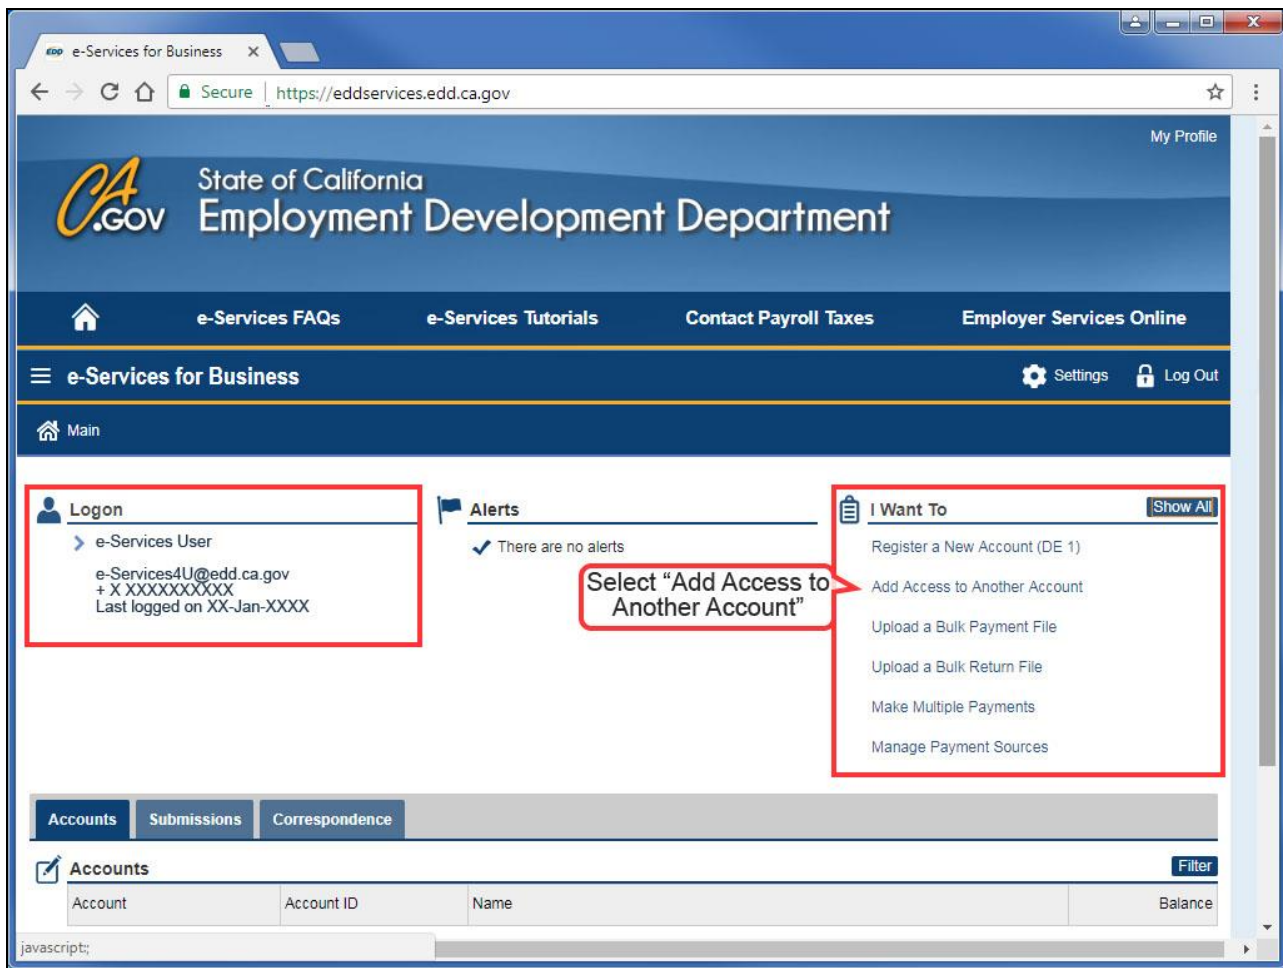 EDD e-Services for Business
Secure | https://eddservices.edd.ca.gov
My Profile
CA.GOV
State of California
Employment Development Department
e-Services FAQs
e-Services Tutorials
Contact Payroll Taxes
Employer Services Online
e-Services for Business
Settings
Log Out
Main
Logon
e-Services User
e-Services4U@edd.ca.gov
+ X XXXXXXXXXX
Last logged on XX-Jan-XXXX
Alerts
There are no alerts
Select “Add Access to
Another Account”
I Want To
Show All
Register a New Account (DE 1)
Add Access to Another Account
Upload a Bulk Payment File
Upload a Bulk Return File
Make Multiple Payments
Manage Payment Sources
Accounts
Submissions
Correspondence
Accounts
Filter
Account
Account ID
Name
Balance
javascript:;